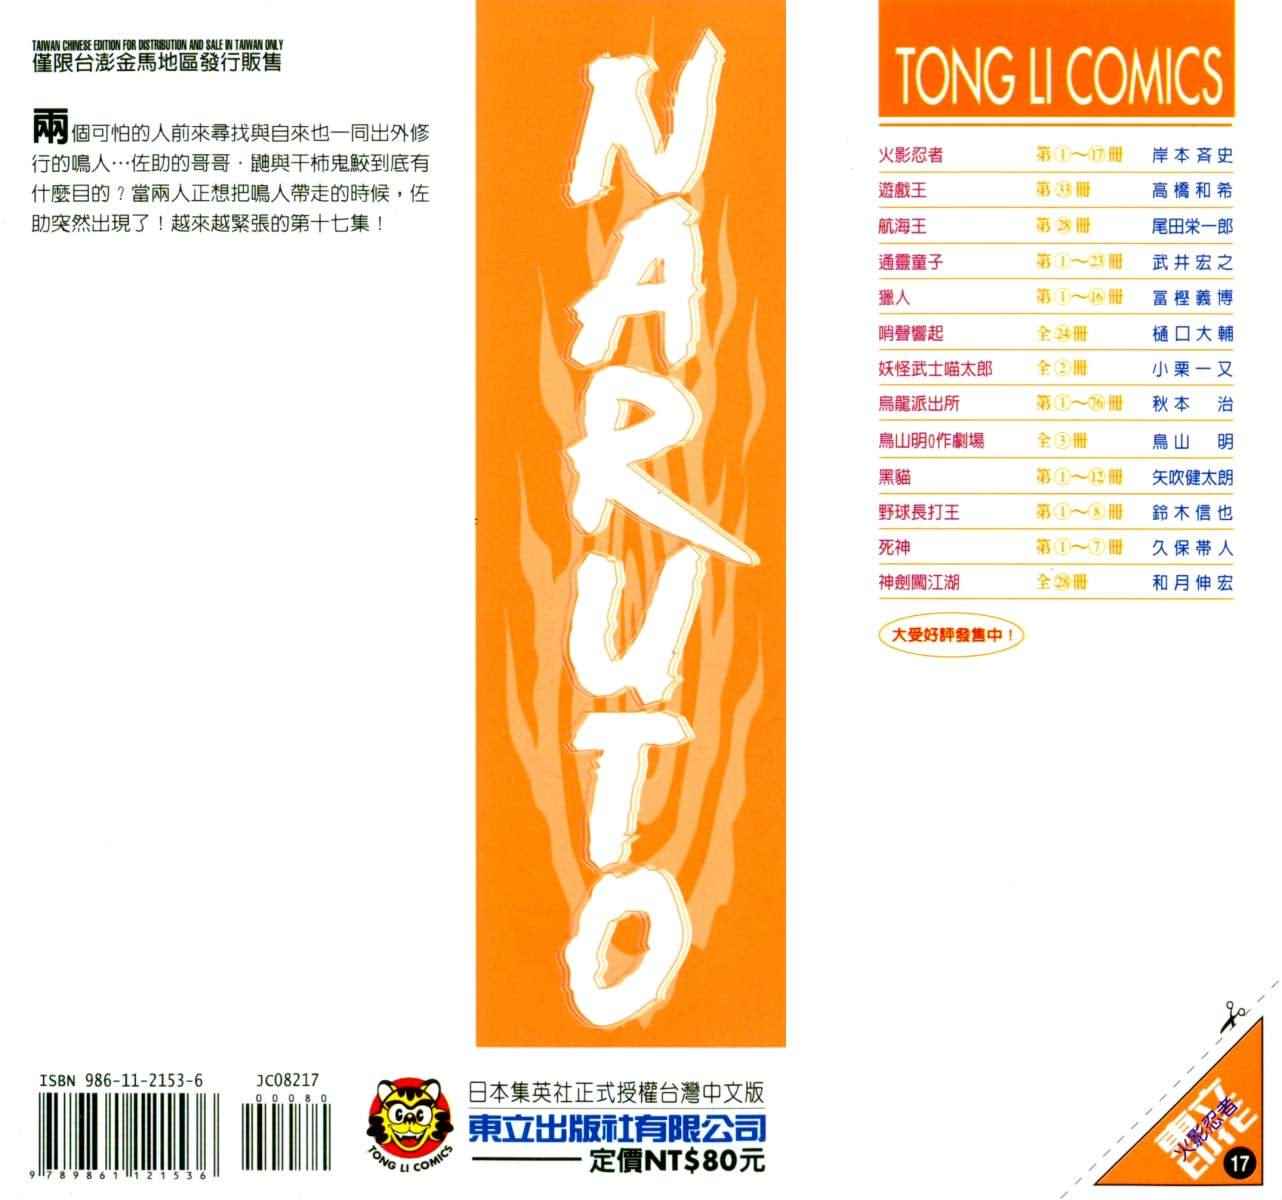 TAIWAN CHINESE EDITION FOR DISTRIBUTION AND SALE IN TAIWAN ONLY
僅限台澎金馬地區發行販售
兩個可怕的人前來尋找與自來也一同出外修
行的鳴人…佐助的哥哥．鼬與干柿鬼鮫到底有
什麼目的？當兩人正想把鳴人帶走的時候，佐
助突然出現了！越來越緊張的第十七集！
NARUTO
TONG LI COMICS
火影忍者 第①～⑰冊 岸本斉史
遊戲王 第㉝冊 高橋和希
航海王 第㉘冊 尾田栄一郎
通靈童子 第①～㉓冊 武井宏之
獵人 第①～⑯冊 冨樫義博
哨聲響起 全㉔冊 樋口大輔
妖怪武士喵太郎 全②冊 小栗一又
烏龍派出所 第①～㊻冊 秋本 治
鳥山明○作劇場 全③冊 鳥山 明
黑貓 第①～⑫冊 矢吹健太朗
野球長打王 第①～⑧冊 鈴木信也
死神 第①～⑦冊 久保帯人
神劍闖江湖 全㉘冊 和月伸宏
大受好評發售中！
ISBN 986-11-2153-6
9 789861 121536
JC08217
00080
TONG LI COMICS
日本集英社正式授權台灣中文版
東立出版社有限公司
定價NT$80元
東立
印花
火影忍者
17